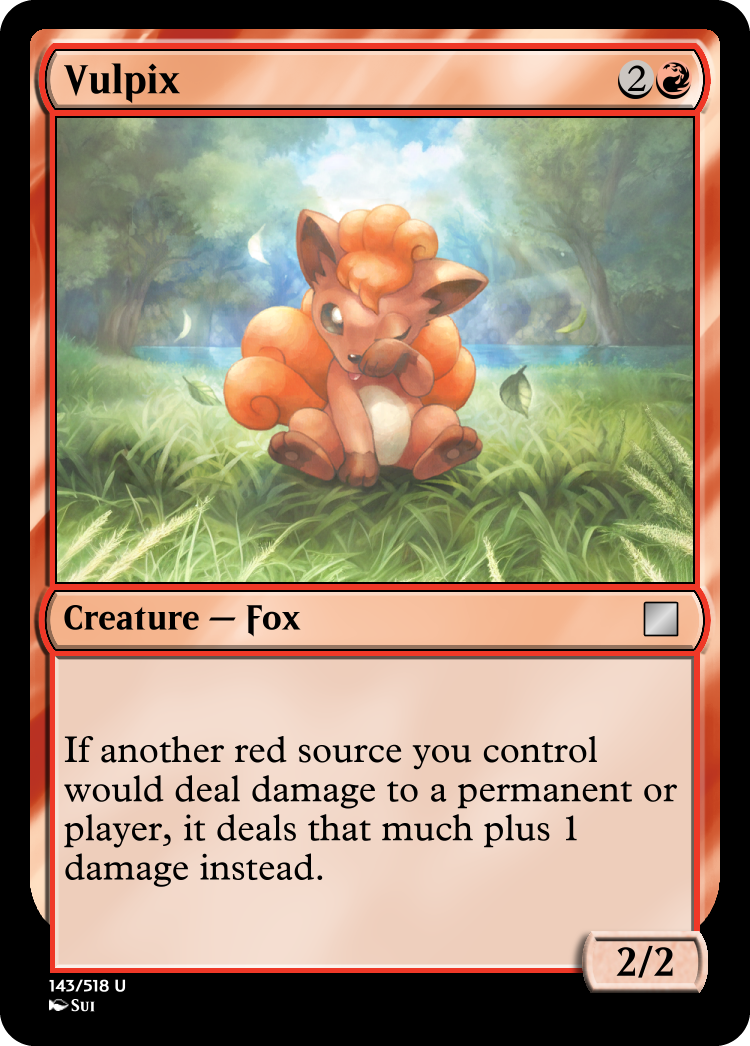 Vulpix
2
Creature — Fox
If another red source you control
would deal damage to a permanent or
player, it deals that much plus 1
damage instead.
2/2
143/518 U
Sui